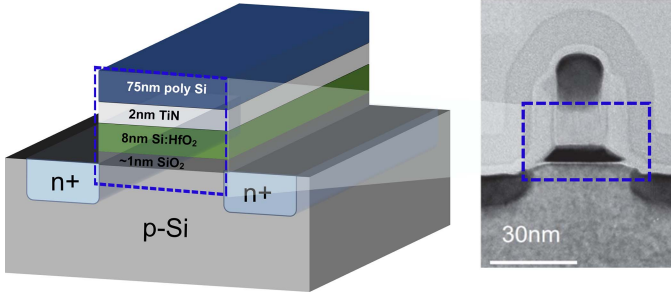 75nm poly Si
2nm TiN
8nm Si:HfO₂
~1nm SiO₂
n+
n+
p-Si
30nm